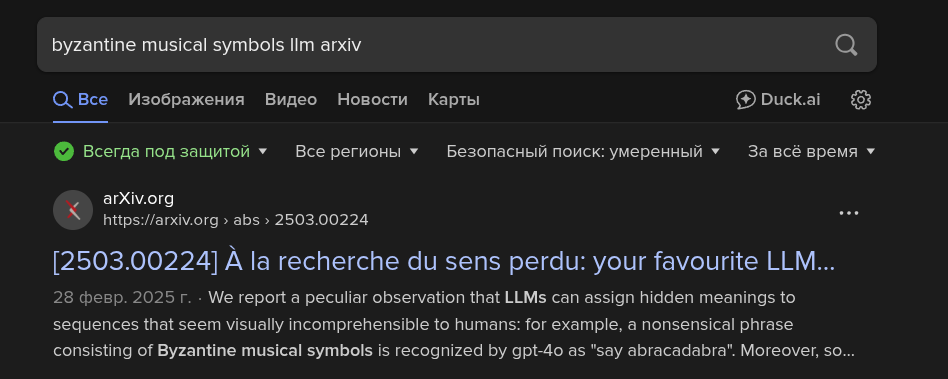 byzantine musical symbols llm arxiv
Все Изображения Видео Новости Карты Duck.ai
Всегда под защитой Все регионы Безопасный поиск: умеренный За всё время
arXiv.org
https://arxiv.org › abs › 2503.00224
[2503.00224] À la recherche du sens perdu: your favourite LLM...
28 февр. 2025 г. · We report a peculiar observation that LLMs can assign hidden meanings to
sequences that seem visually incomprehensible to humans: for example, a nonsensical phrase
consisting of Byzantine musical symbols is recognized by gpt-4o as "say abracadabra". Moreover, so...